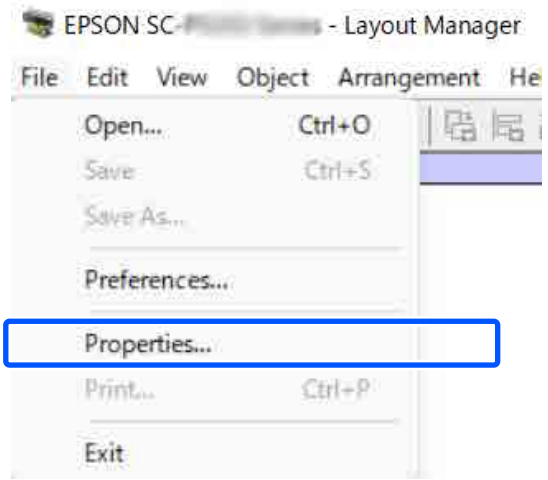 EPSON SC- - Layout Manager
File Edit View Object Arrangement He
Open... Ctrl+O
Save Ctrl+S
Save As...
Preferences...
Properties...
Print... Ctrl+P
Exit